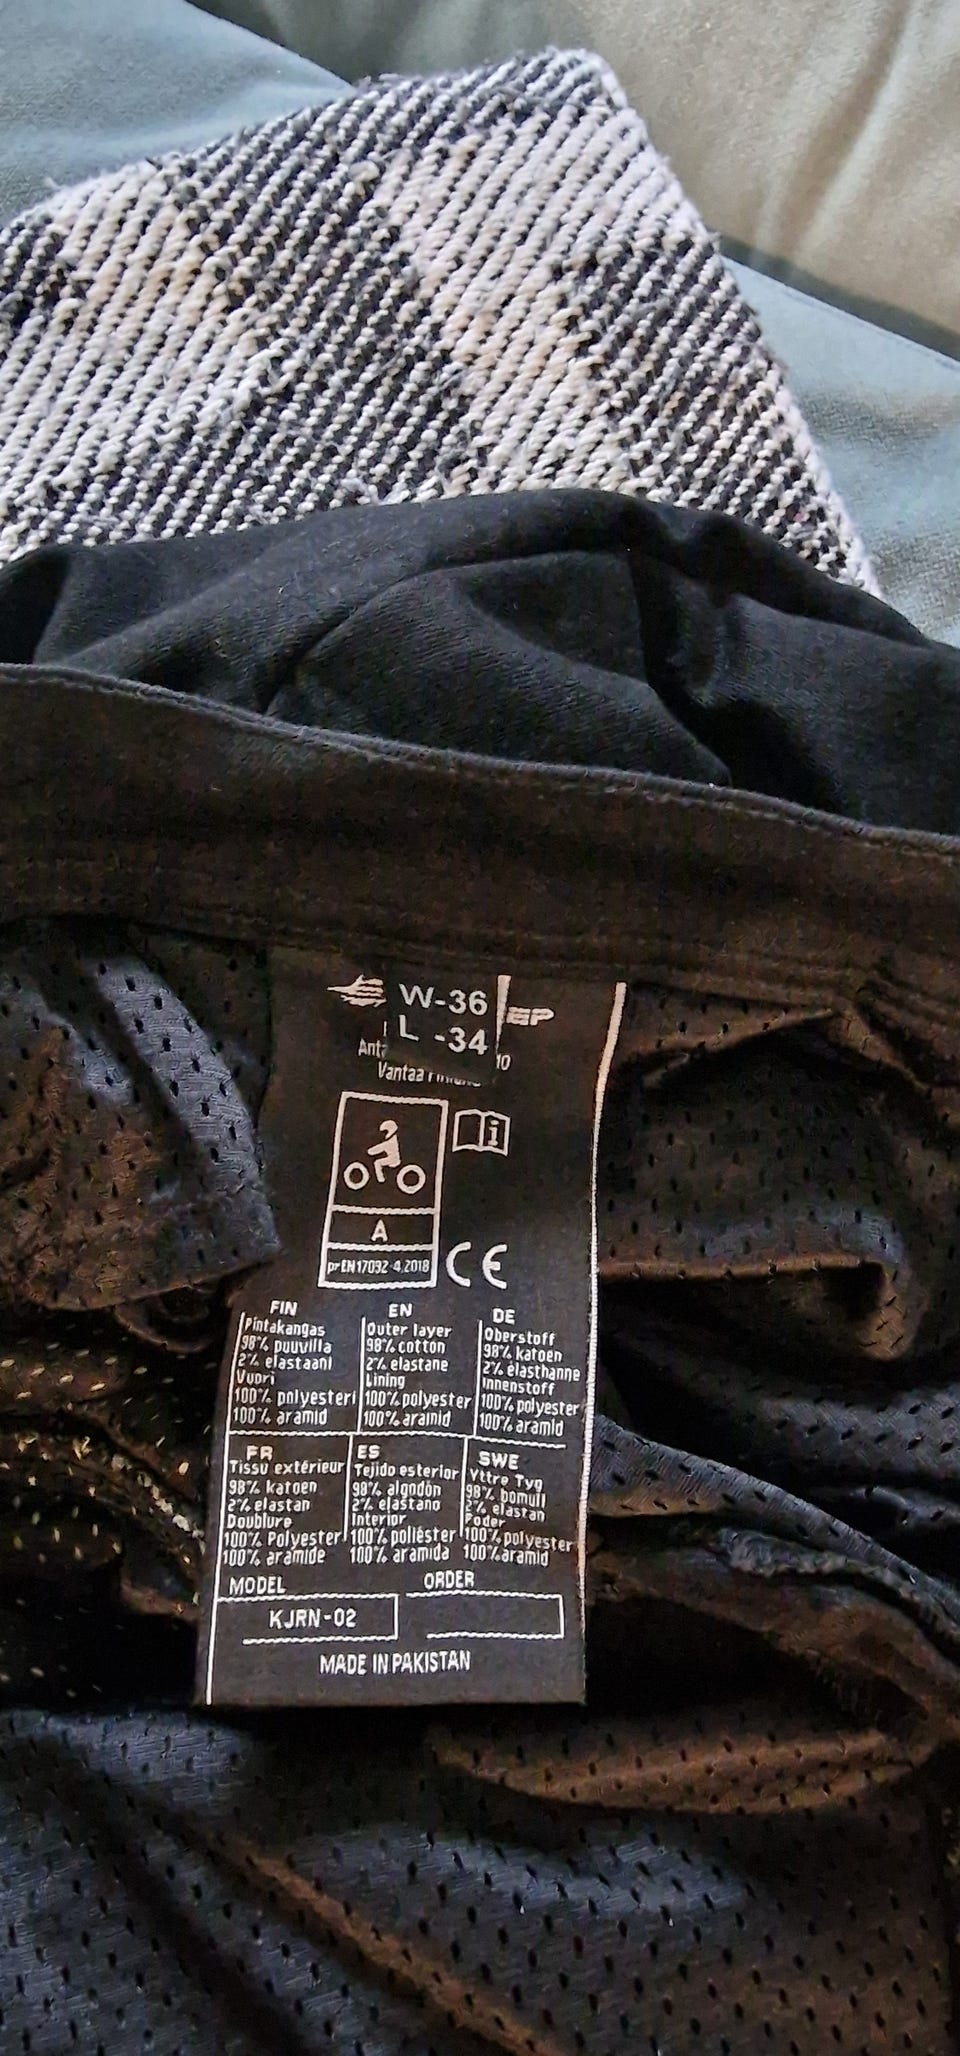 W-36
L -34
EP
10
Vantaa
A
prEN17092-4.2018
CE
FIN
Pintakangas
98% puuvilla
2% elastaani
Vuori
100% polyesteri
100% aramid
EN
Outer layer
98% cotton
2% elastane
Lining
100% polyester
100% aramid
DE
Oberstoff
98% katoen
2% elasthanne
Innenstoff
100% polyester
100% aramid
FR
Tissu extérieur
98% katoen
2% elastan
Doublure
100% Polyester
100% aramide
ES
Tejido esterior
98% algodón
2% elastano
Interior
100% poliéster
100% aramida
SWE
Yttre Tyg
98% bomull
2% elastan
Foder
100% polyester
100%aramid
MODEL
ORDER
KJRN-02
MADE IN PAKISTAN